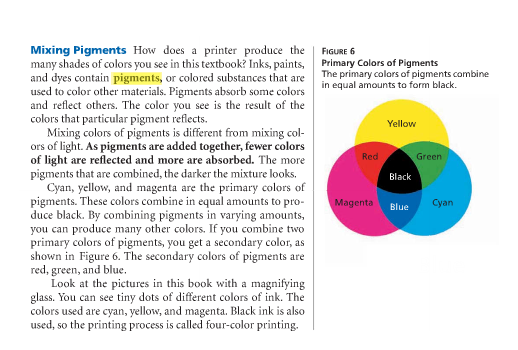 Mixing Pigments How does a printer produce the
many shades of colors you see in this textbook? Inks, paints,
and dyes contain pigments, or colored substances that are
used to color other materials. Pigments absorb some colors
and reflect others. The color you see is the result of the
colors that particular pigment reflects.
Mixing colors of pigments is different from mixing col-
ors of light. As pigments are added together, fewer colors
of light are reflected and more are absorbed. The more
pigments that are combined, the darker the mixture looks.
Cyan, yellow, and magenta are the primary colors of
pigments. These colors combine in equal amounts to pro-
duce black. By combining pigments in varying amounts,
you can produce many other colors. If you combine two
primary colors of pigments, you get a secondary color, as
shown in Figure 6. The secondary colors of pigments are
red, green, and blue.
Look at the pictures in this book with a magnifying
glass. You can see tiny dots of different colors of ink. The
colors used are cyan, yellow, and magenta. Black ink is also
used, so the printing process is called four-color printing.
FIGURE 6
Primary Colors of Pigments
The primary colors of pigments combine
in equal amounts to form black.
Yellow
Red
Green
Black
Magenta
Blue
Cyan